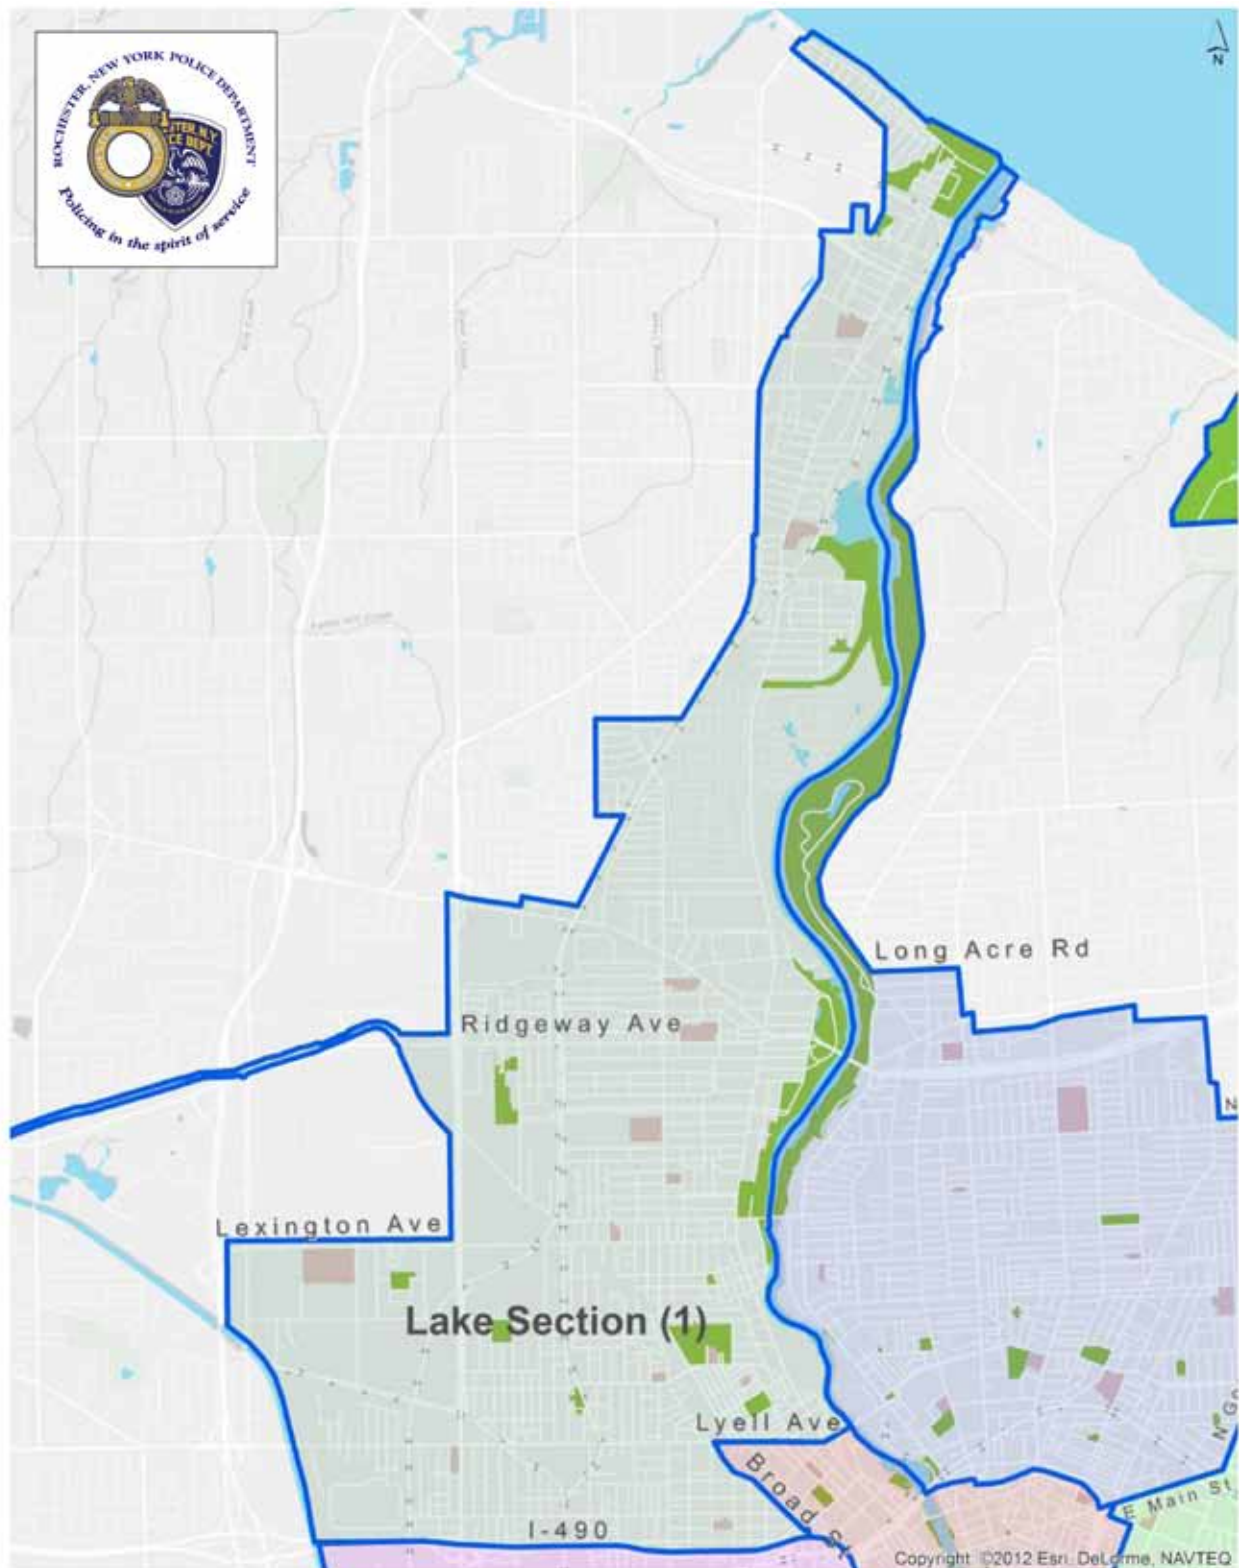 ROCHESTER, NEW YORK POLICE DEPARTMENT
Policing in the spirit of service
N
Long Acre Rd
Ridgeway Ave
N
Lexington Ave
Lake Section (1)
Lyell Ave
Broad St
E Main St
I-490
Copyright ©2012 Esri, DeLorme, NAVTEQ